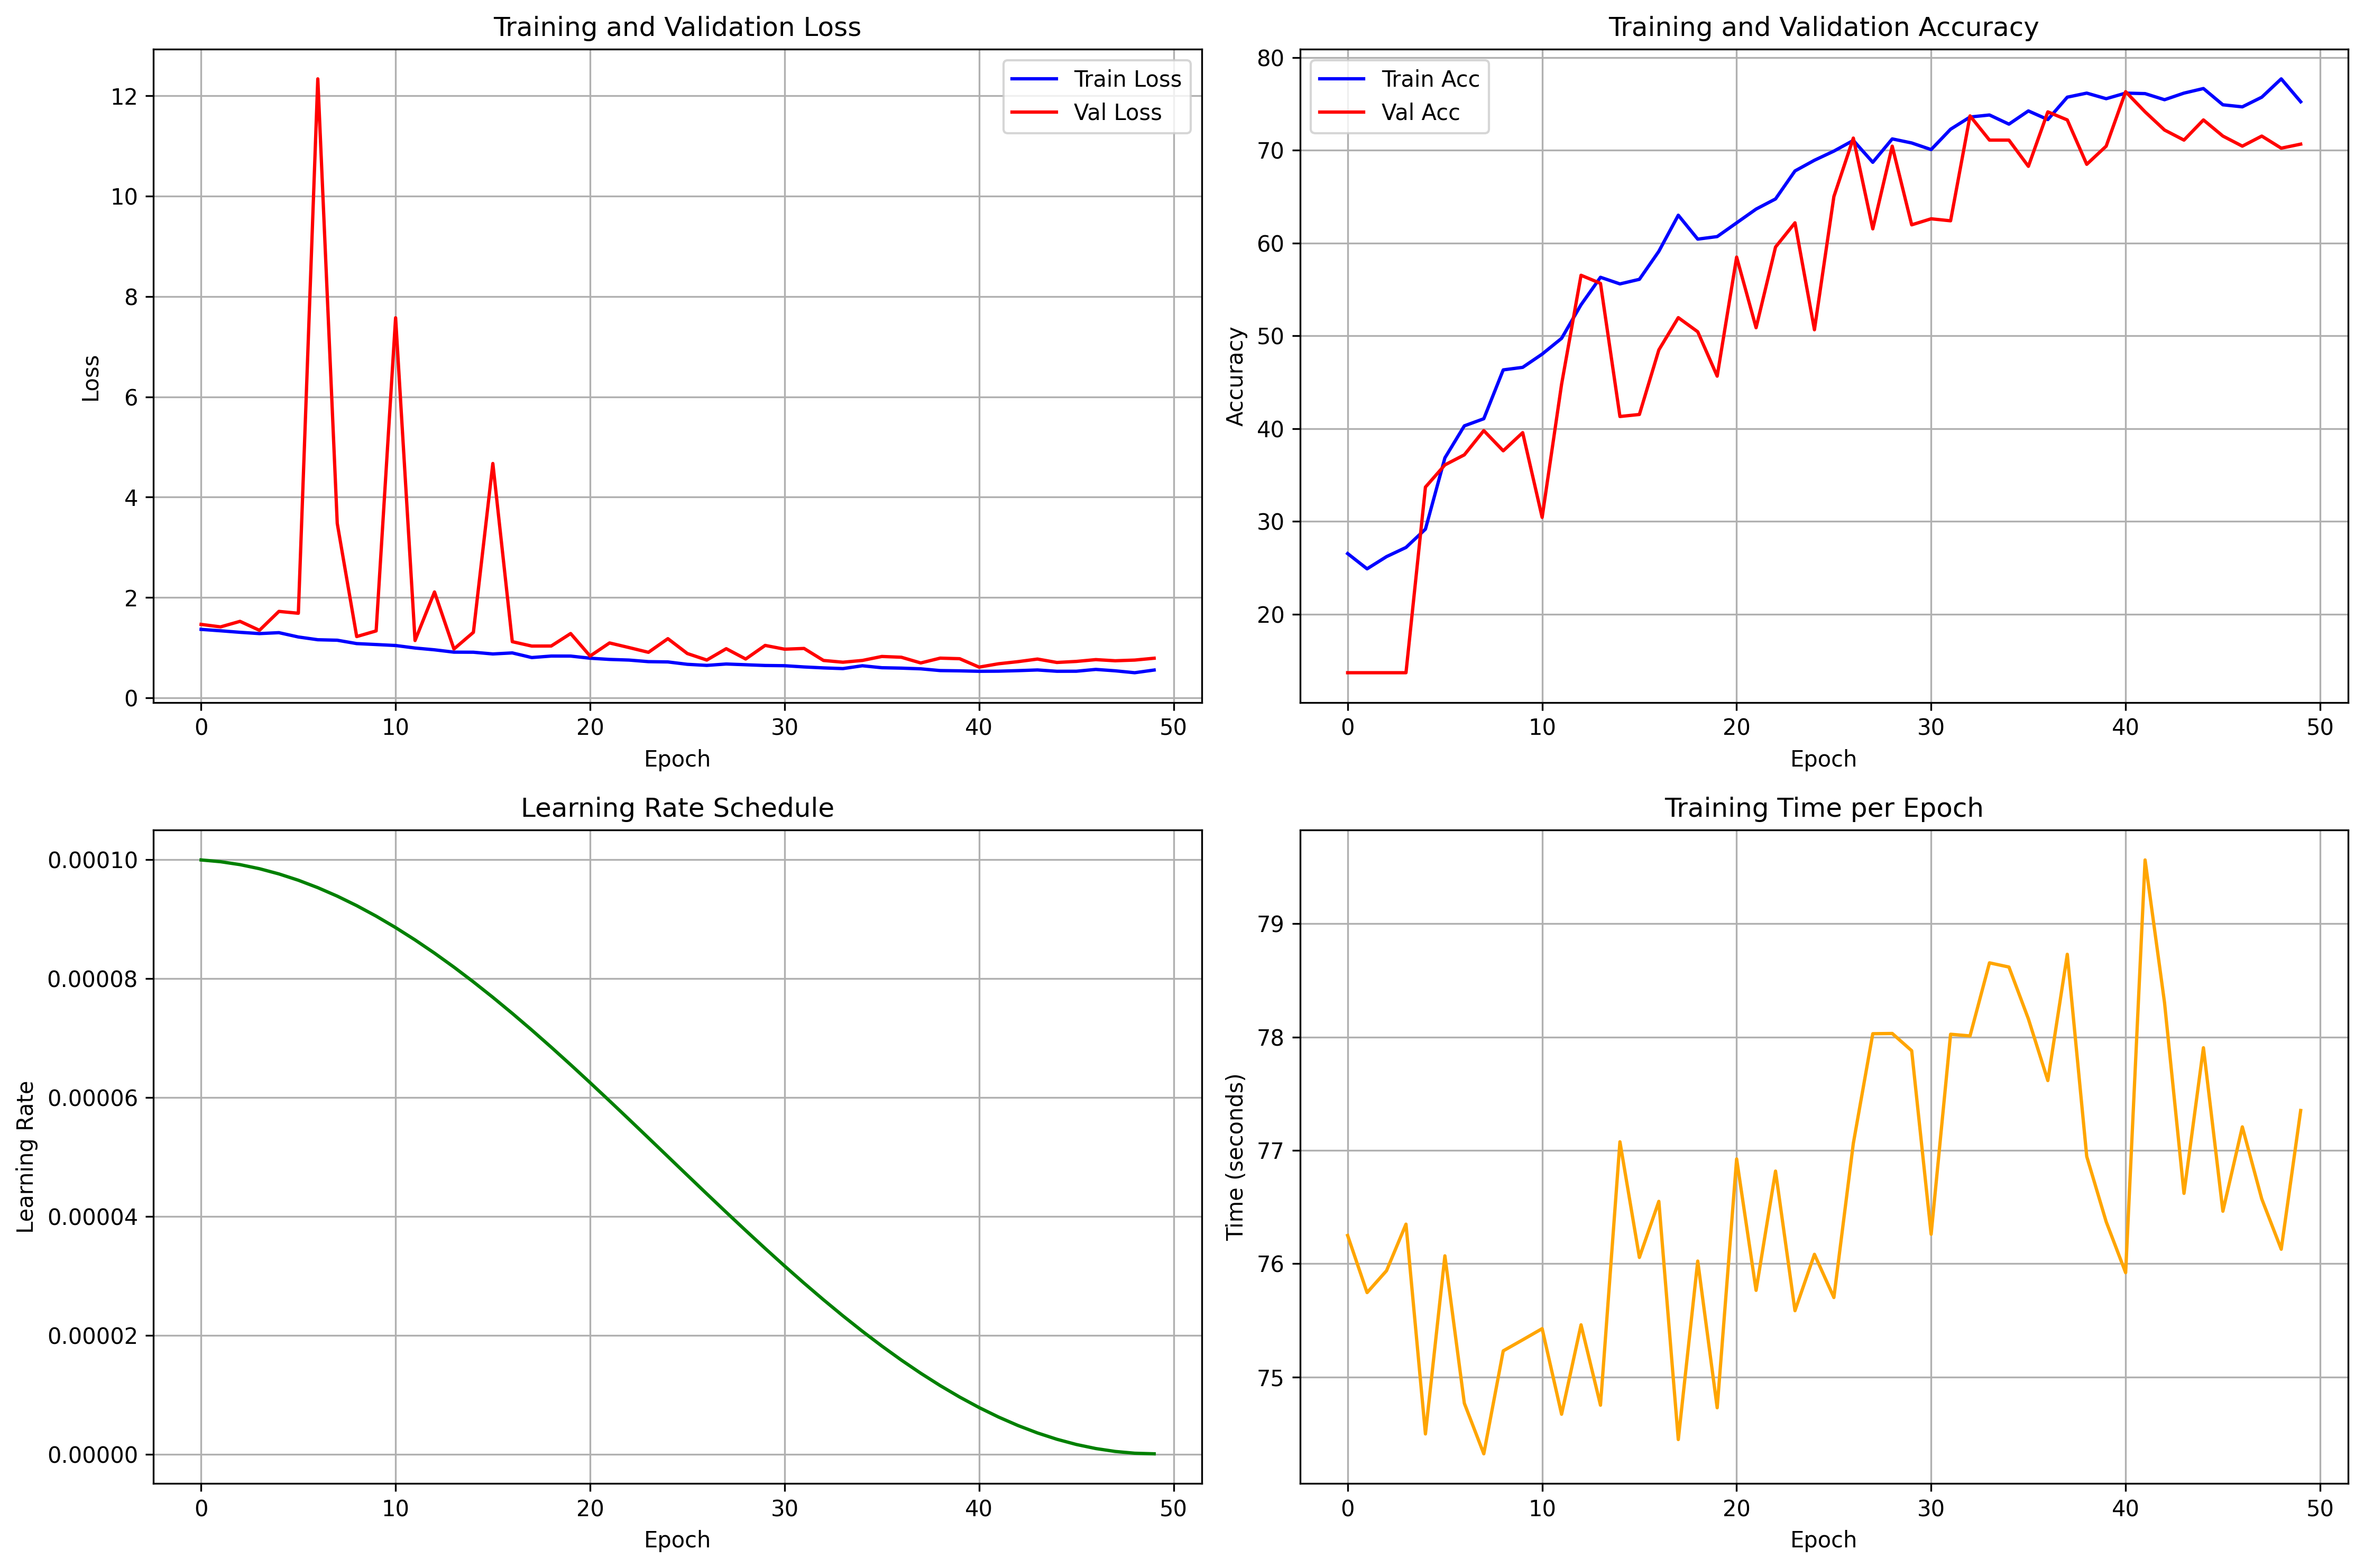 Training and Validation Loss
Train Loss
Val Loss
12
10
8
6
4
2
0
Loss
0 10 20 30 40 50
Epoch
Training and Validation Accuracy
Train Acc
Val Acc
80
70
60
50
40
30
20
Accuracy
0 10 20 30 40 50
Epoch
Learning Rate Schedule
0.00010
0.00008
0.00006
0.00004
0.00002
0.00000
Learning Rate
0 10 20 30 40 50
Epoch
Training Time per Epoch
79
78
77
76
75
Time (seconds)
0 10 20 30 40 50
Epoch